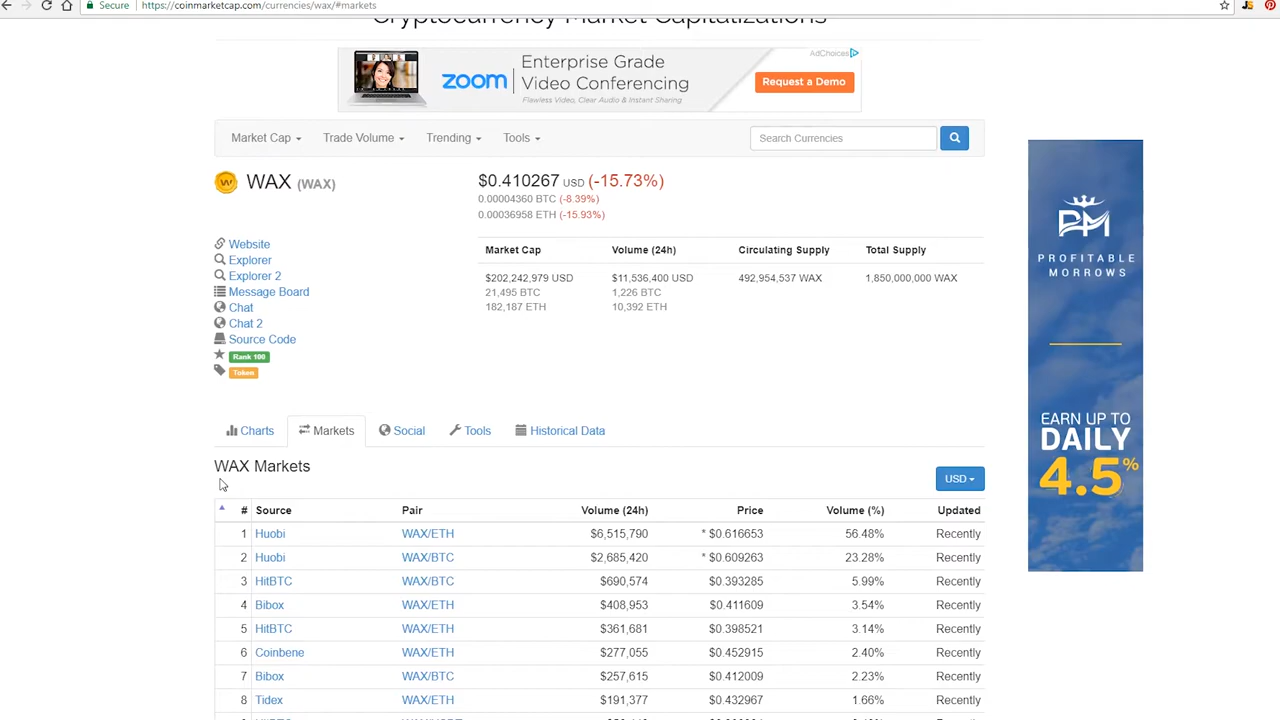 Secure https://coinmarketcap.com/currencies/wax/#markets
Cryptocurrency Market Capitalizations
AdChoices
zoom
Enterprise Grade
Video Conferencing
Flawless Video, Clear Audio & Instant Sharing
Request a Demo
Market Cap Trade Volume Trending Tools Search Currencies
WAX (WAX) $0.410267 USD (-15.73%)
0.00004360 BTC (-8.39%)
0.00036958 ETH (-15.93%)
Website
Explorer
Explorer 2
Message Board
Chat
Chat 2
Source Code
Rank 100
Token
Market Cap Volume (24h) Circulating Supply Total Supply
$202,242,979 USD $11,536,400 USD 492,954,537 WAX 1,850,000,000 WAX
21,495 BTC 1,226 BTC
182,187 ETH 10,392 ETH
PM
PROFITABLE
MORROWS
EARN UP TO
DAILY
4.5%
Charts Markets Social Tools Historical Data
WAX Markets
USD
# Source Pair Volume (24h) Price Volume (%) Updated
1 Huobi WAX/ETH $6,515,790 * $0.616653 56.48% Recently
2 Huobi WAX/BTC $2,685,420 * $0.609263 23.28% Recently
3 HitBTC WAX/BTC $690,574 $0.393285 5.99% Recently
4 Bibox WAX/ETH $408,953 $0.411609 3.54% Recently
5 HitBTC WAX/ETH $361,681 $0.398521 3.14% Recently
6 Coinbene WAX/ETH $277,055 $0.452915 2.40% Recently
7 Bibox WAX/BTC $257,615 $0.412009 2.23% Recently
8 Tidex WAX/ETH $191,377 $0.432967 1.66% Recently